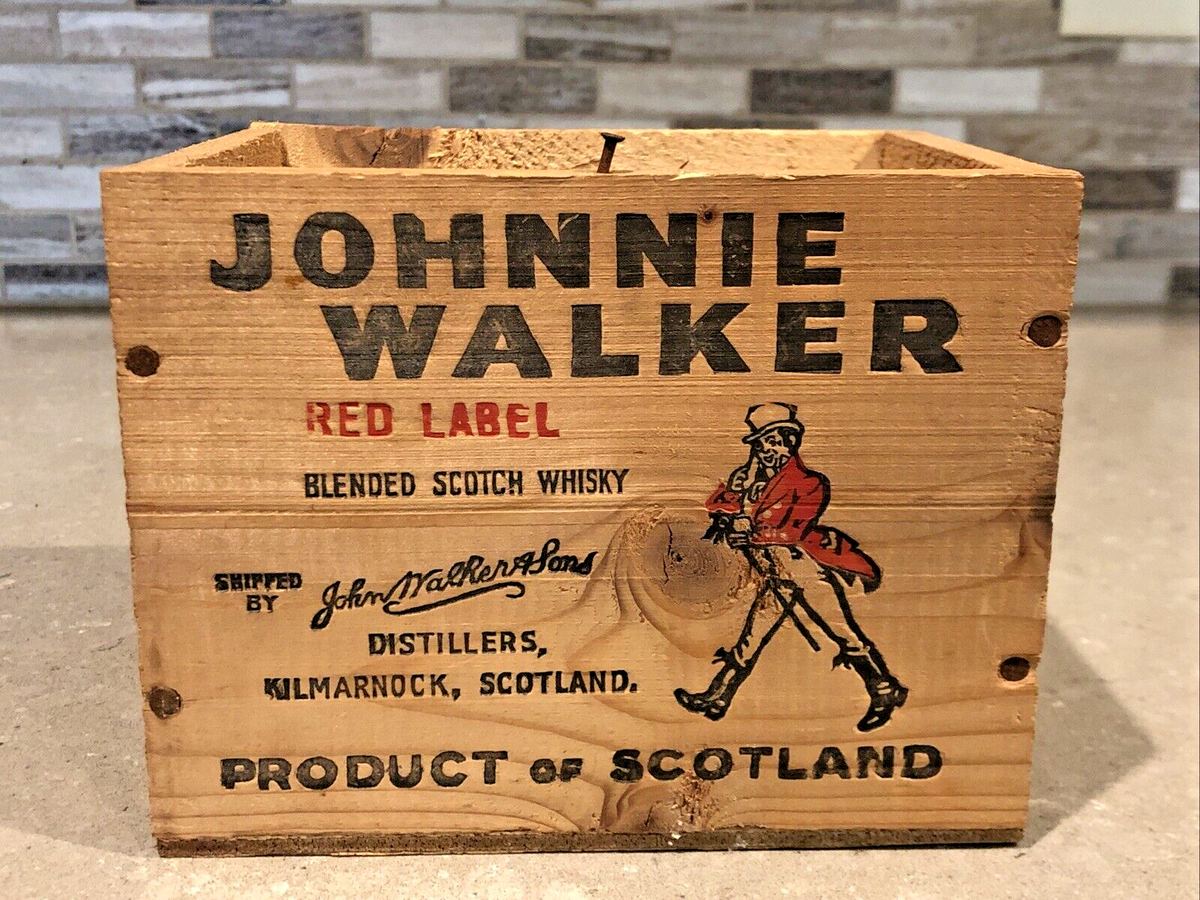 JOHNNIE
WALKER
RED LABEL
BLENDED SCOTCH WHISKY
SHIPPED
BY
John Walker & Sons
DISTILLERS,
KILMARNOCK, SCOTLAND.
PRODUCT OF SCOTLAND